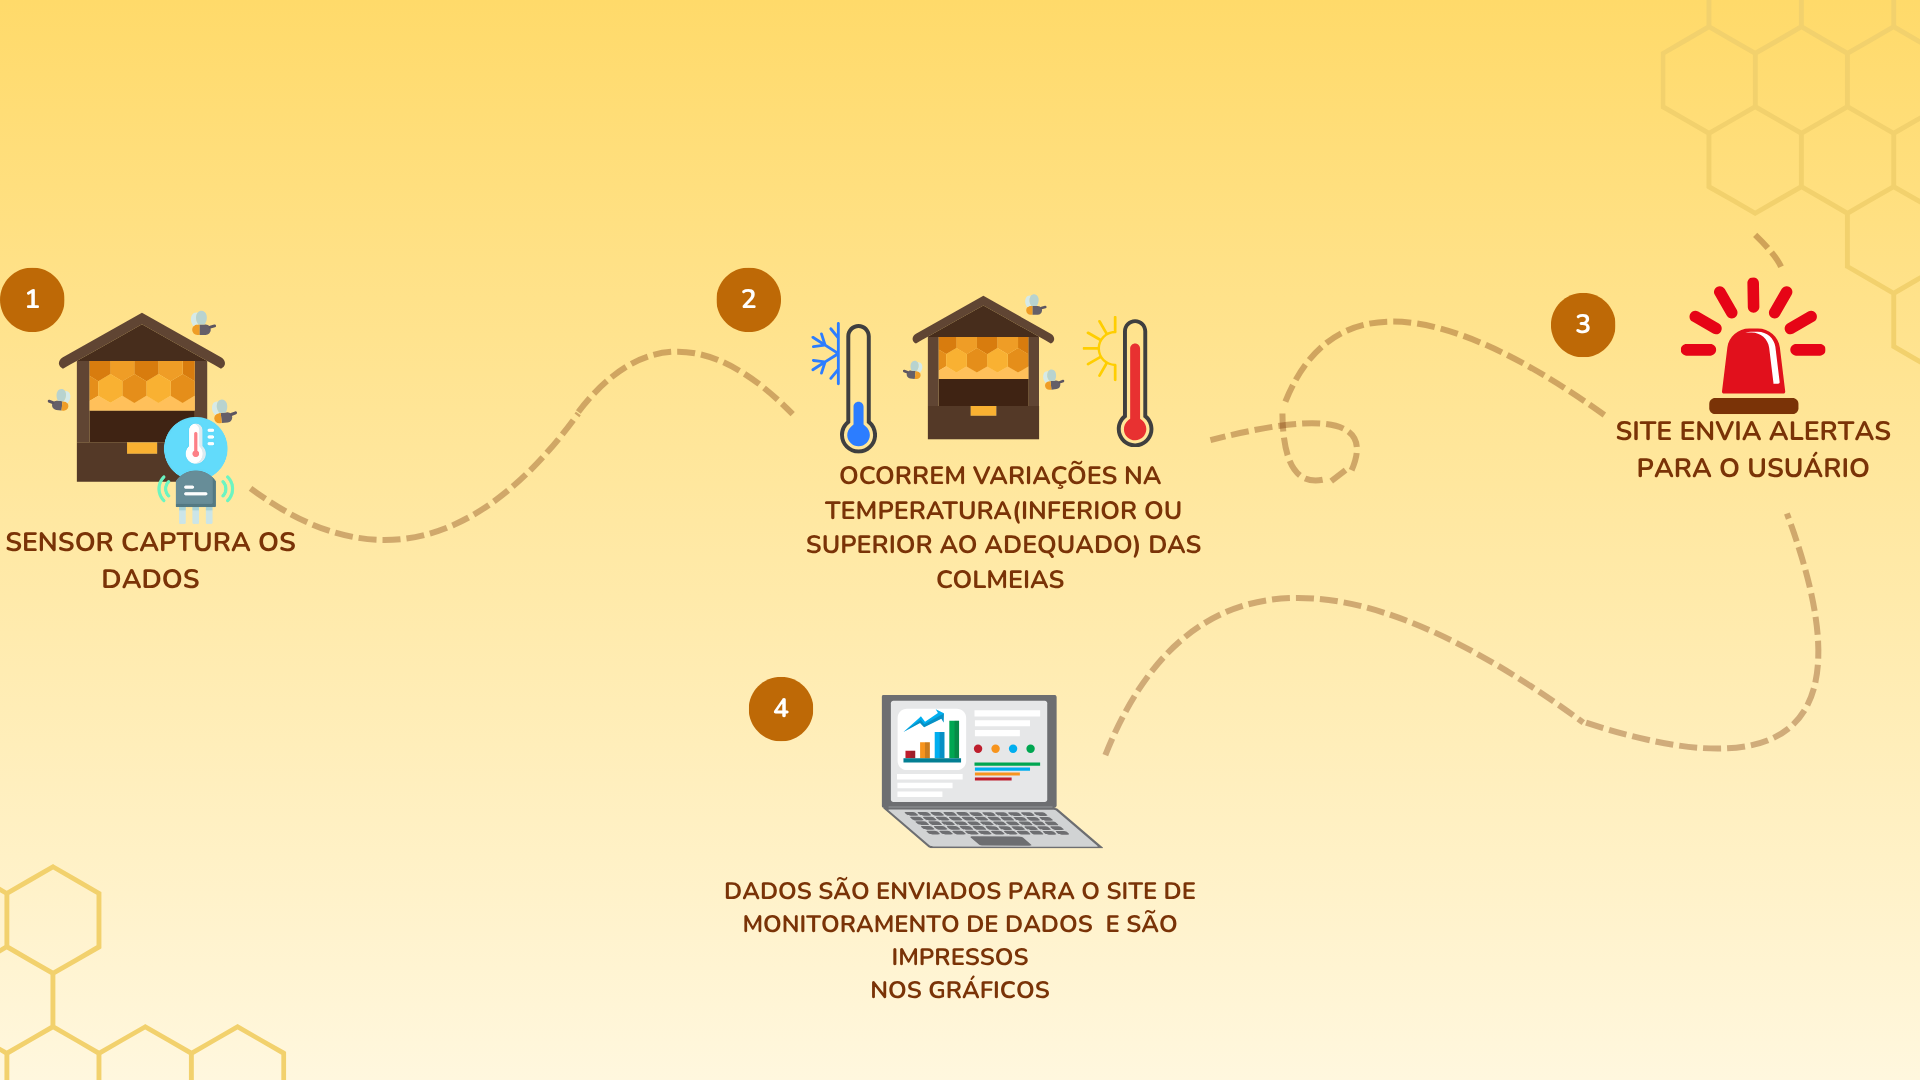 1
SENSOR CAPTURA OS
DADOS
2
OCORREM VARIAÇÕES NA
TEMPERATURA(INFERIOR OU
SUPERIOR AO ADEQUADO) DAS
COLMEIAS
3
SITE ENVIA ALERTAS
PARA O USUÁRIO
4
DADOS SÃO ENVIADOS PARA O SITE DE
MONITORAMENTO DE DADOS  E SÃO
IMPRESSOS
NOS GRÁFICOS